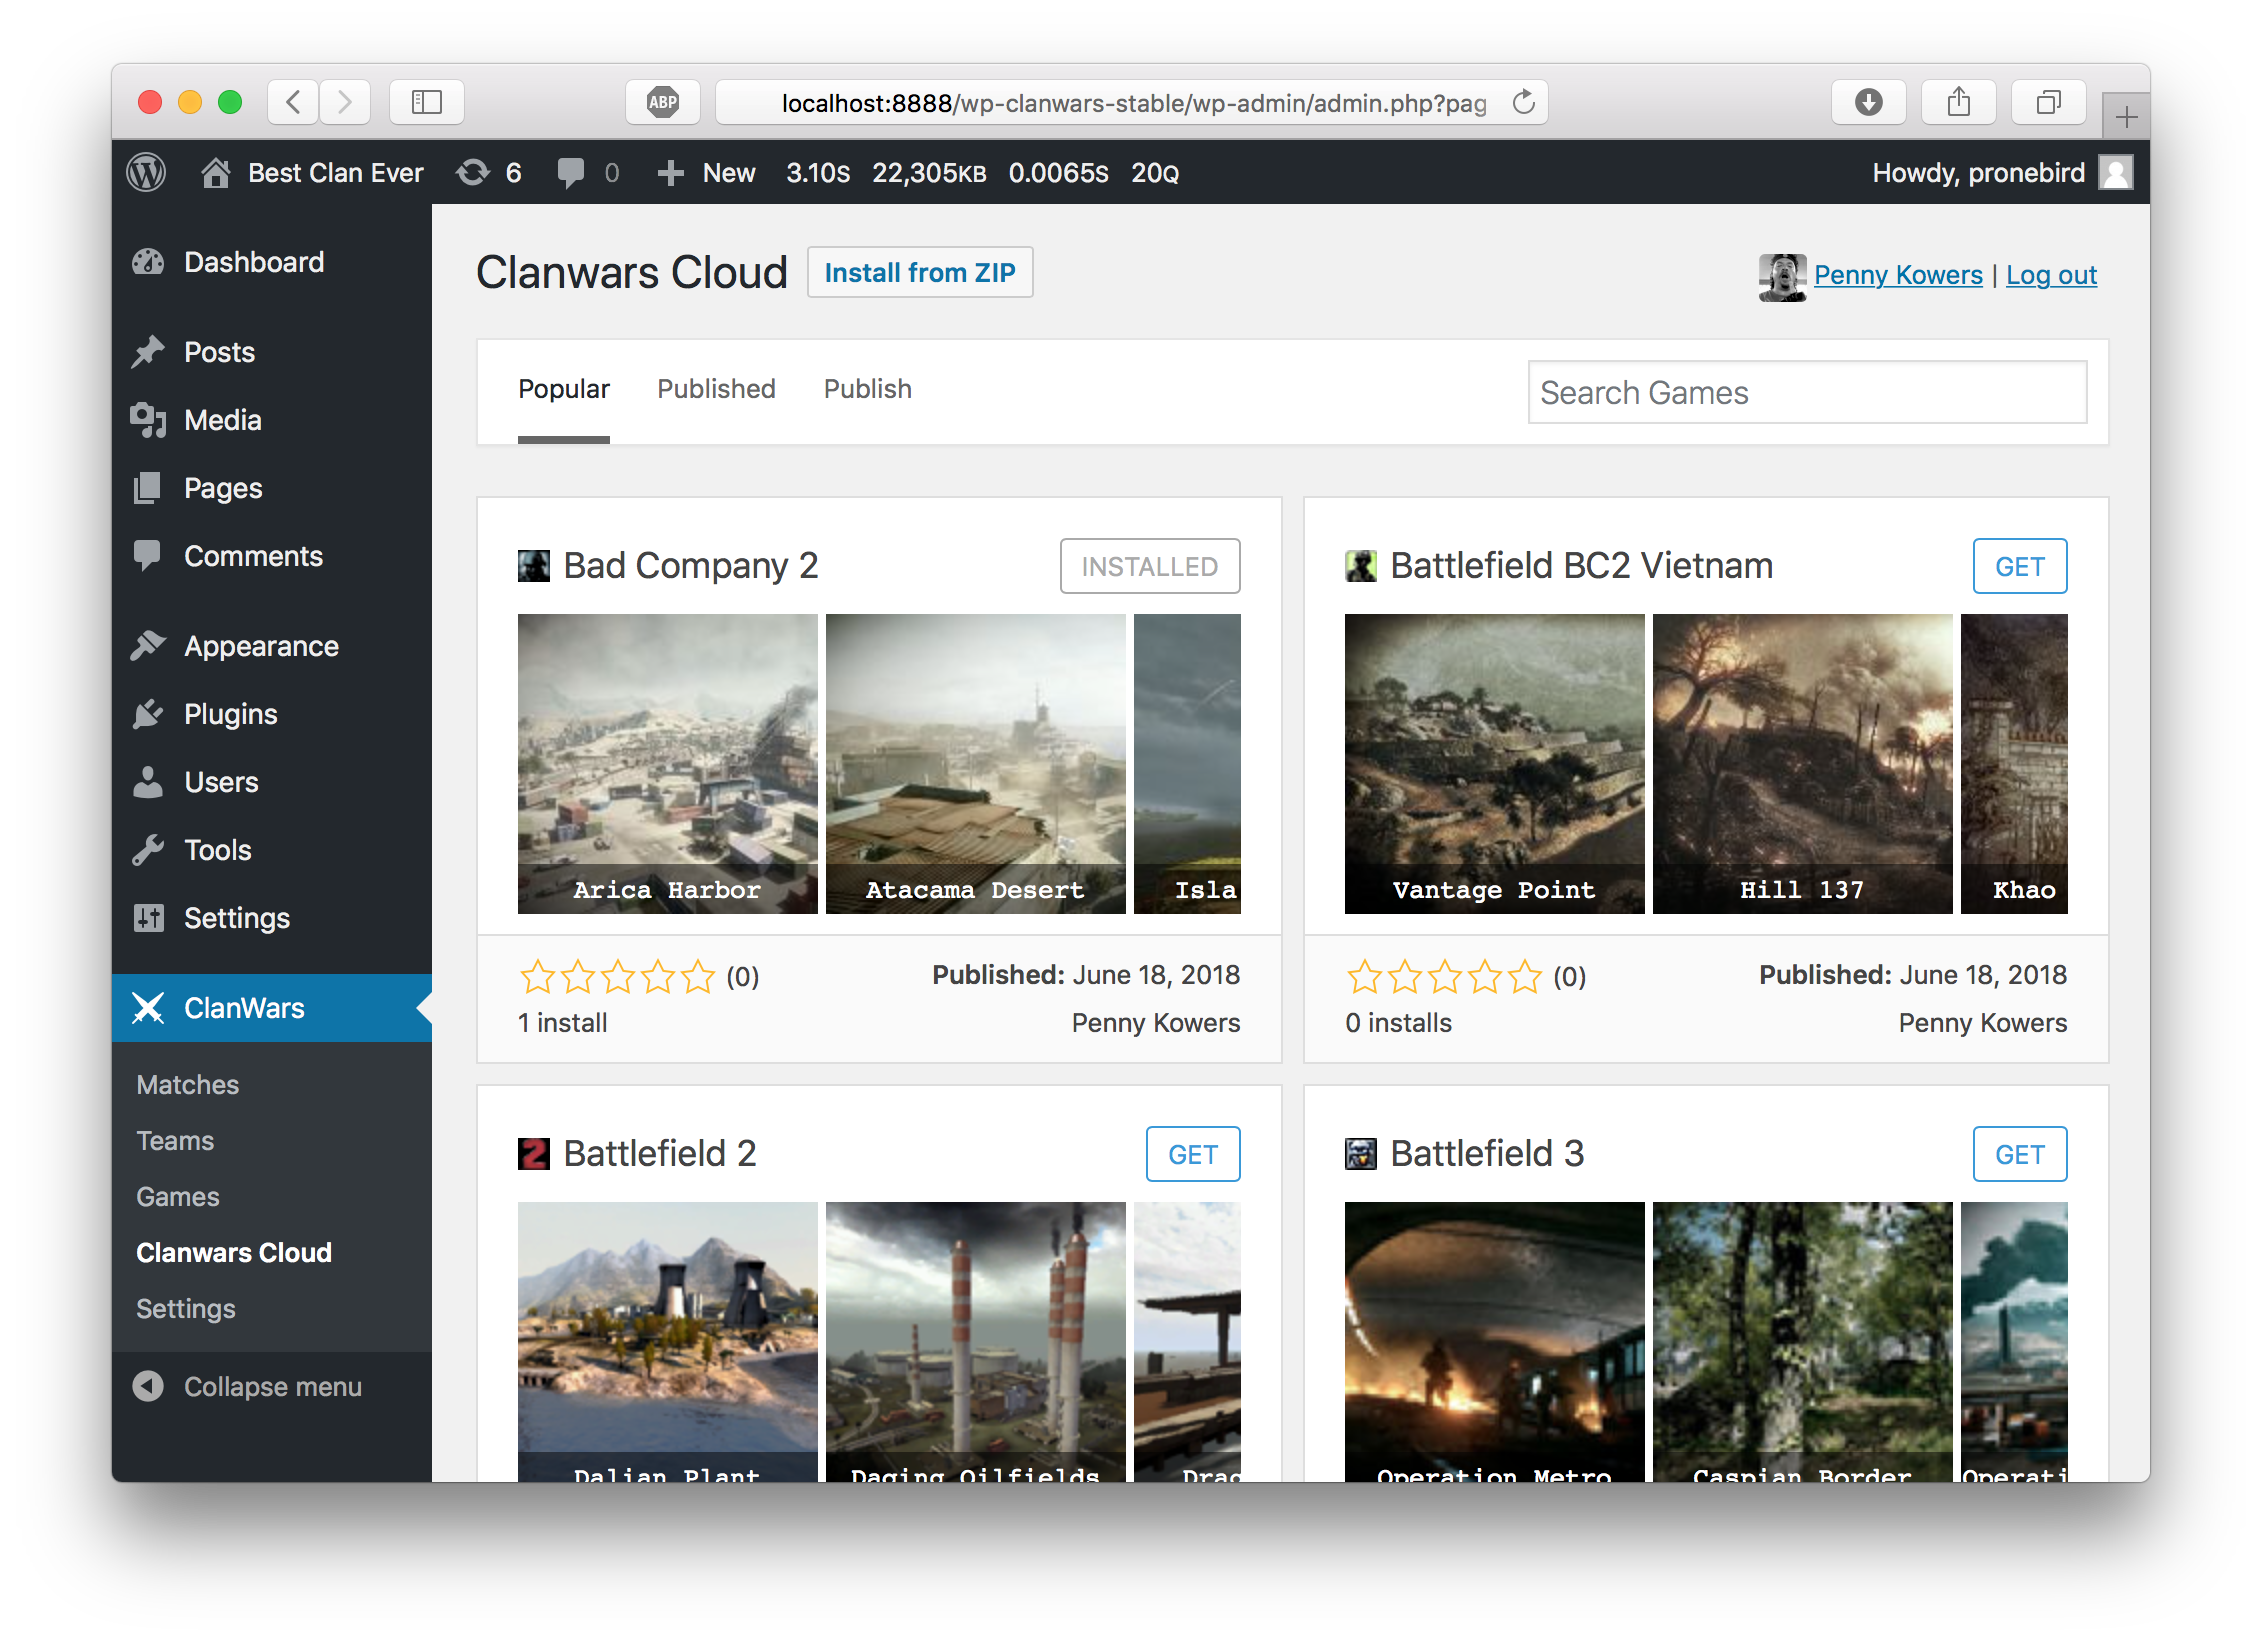 ABP
localhost:8888/wp-clanwars-stable/wp-admin/admin.php?pag
Best Clan Ever 6 0 New 3.10S 22,305KB 0.0065S 20Q
Howdy, pronebird
Dashboard
Posts
Media
Pages
Comments
Appearance
Plugins
Users
Tools
Settings
ClanWars
Matches
Teams
Games
Clanwars Cloud
Settings
Collapse menu
Clanwars Cloud Install from ZIP
Penny Kowers | Log out
Popular Published Publish
Search Games
Bad Company 2 INSTALLED
Arica Harbor Atacama Desert Isla
(0) Published: June 18, 2018
1 install Penny Kowers
Battlefield BC2 Vietnam GET
Vantage Point Hill 137 Khao
(0) Published: June 18, 2018
0 installs Penny Kowers
2 Battlefield 2 GET
Dalian Plant Daging Oilfields Drag
Battlefield 3 GET
Operation Metro Caspian Border Operati